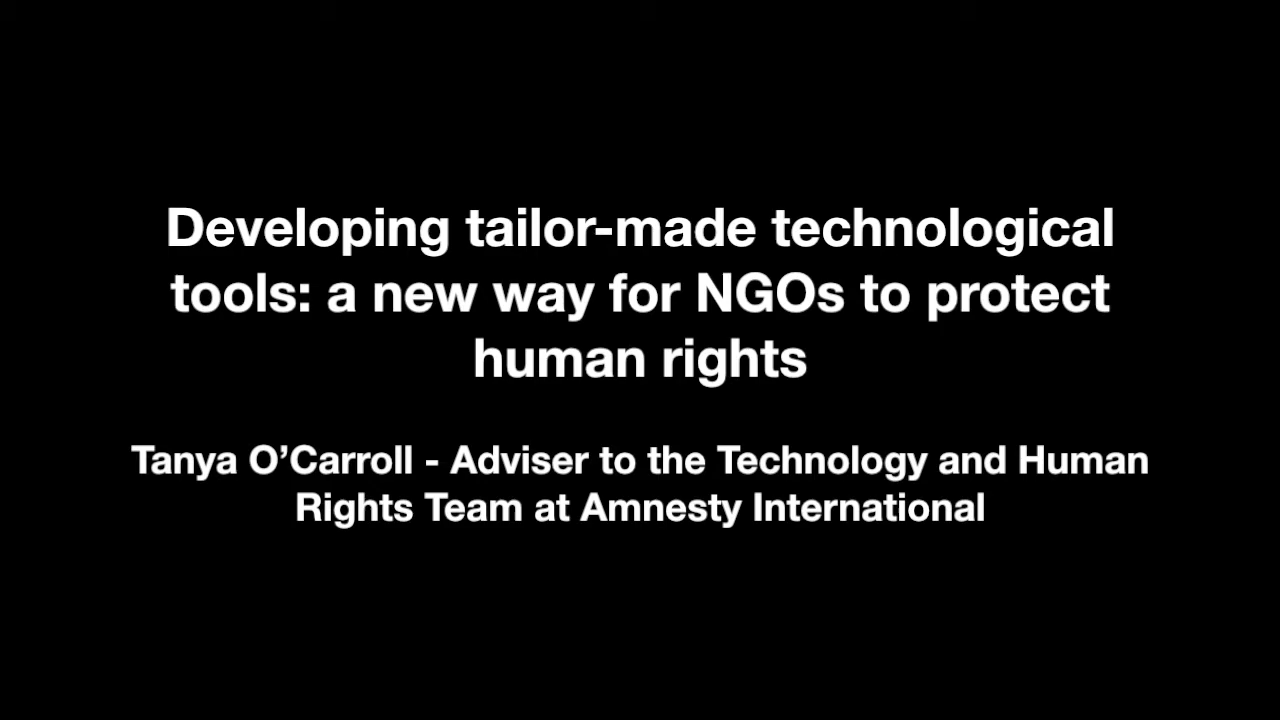 Developing tailor-made technological
tools: a new way for NGOs to protect
human rights
Tanya O’Carroll - Adviser to the Technology and Human
Rights Team at Amnesty International